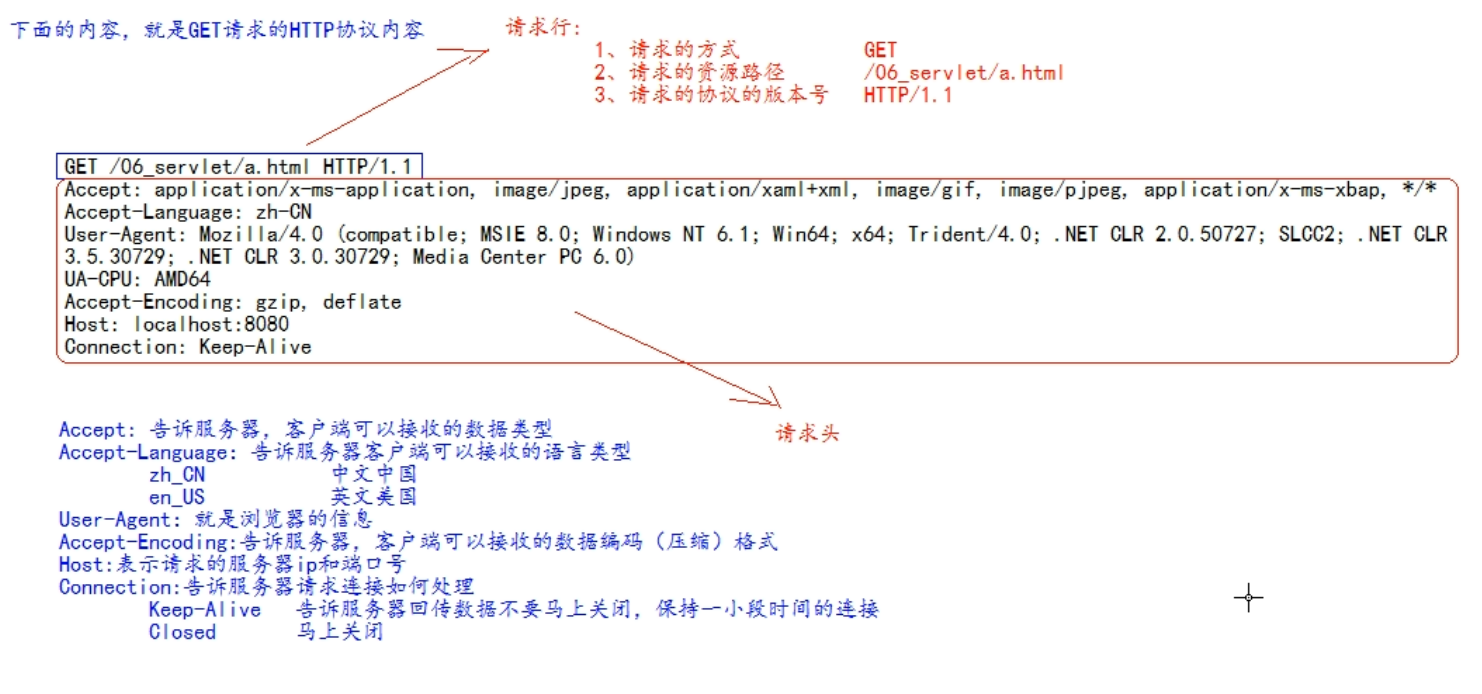 下面的内容，就是GET请求的HTTP协议内容
请求行：
1、请求的方式 GET
2、请求的资源路径 /06_servlet/a.html
3、请求的协议的版本号 HTTP/1.1
GET /06_servlet/a.html HTTP/1.1
Accept: application/x-ms-application, image/jpeg, application/xaml+xml, image/gif, image/pjpeg, application/x-ms-xbap, */*
Accept-Language: zh-CN
User-Agent: Mozilla/4.0 (compatible; MSIE 8.0; Windows NT 6.1; Win64; x64; Trident/4.0; .NET CLR 2.0.50727; SLCC2; .NET CLR
3.5.30729; .NET CLR 3.0.30729; Media Center PC 6.0)
UA-CPU: AMD64
Accept-Encoding: gzip, deflate
Host: localhost:8080
Connection: Keep-Alive
请求头
Accept: 告诉服务器，客户端可以接收的数据类型
Accept-Language: 告诉服务器客户端可以接收的语言类型
zh_CN 中文中国
en_US 英文美国
User-Agent: 就是浏览器的信息
Accept-Encoding:告诉服务器，客户端可以接收的数据编码（压缩）格式
Host:表示请求的服务器ip和端口号
Connection:告诉服务器请求连接如何处理
Keep-Alive 告诉服务器回传数据不要马上关闭，保持一小段时间的连接
Closed 马上关闭